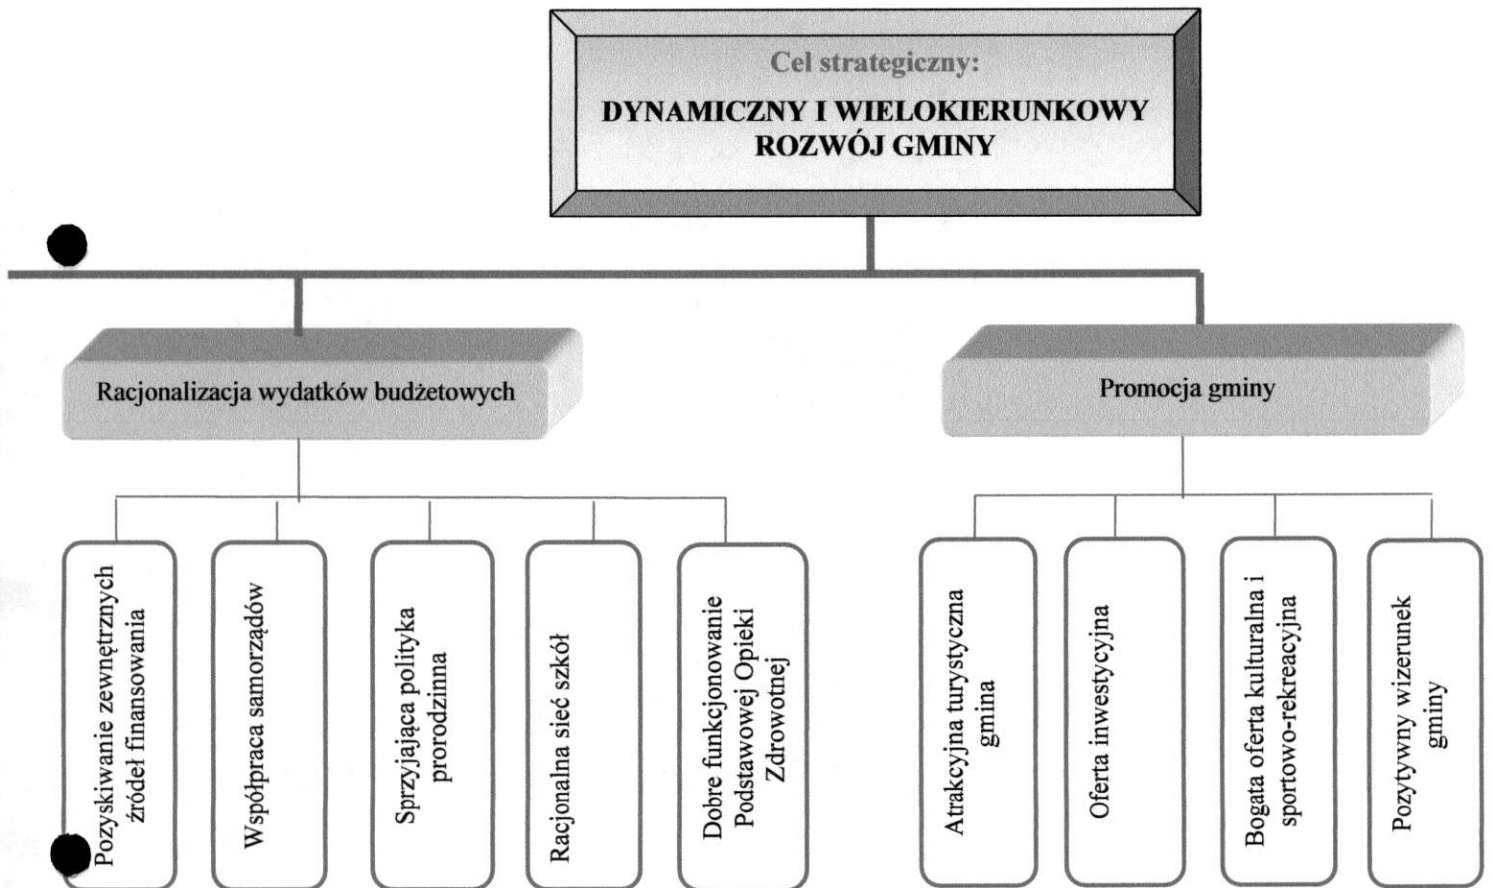 Cel strategiczny:
DYNAMICZNY I WIELOKIERUNKOWY
ROZWÓJ GMINY
Racjonalizacja wydatków budżetowych
Promocja gminy
Pozyskiwanie zewnętrznych
źródeł finansowania
Współpraca samorządów
Sprzyjająca polityka
prorodzinna
Racjonalna sieć szkół
Dobre funkcjonowanie
Podstawowej Opieki
Zdrowotnej
Atrakcyjna turystyczna
gmina
Oferta inwestycyjna
Bogata oferta kulturalna i
sportowo-rekreacyjna
Pozytywny wizerunek
gminy